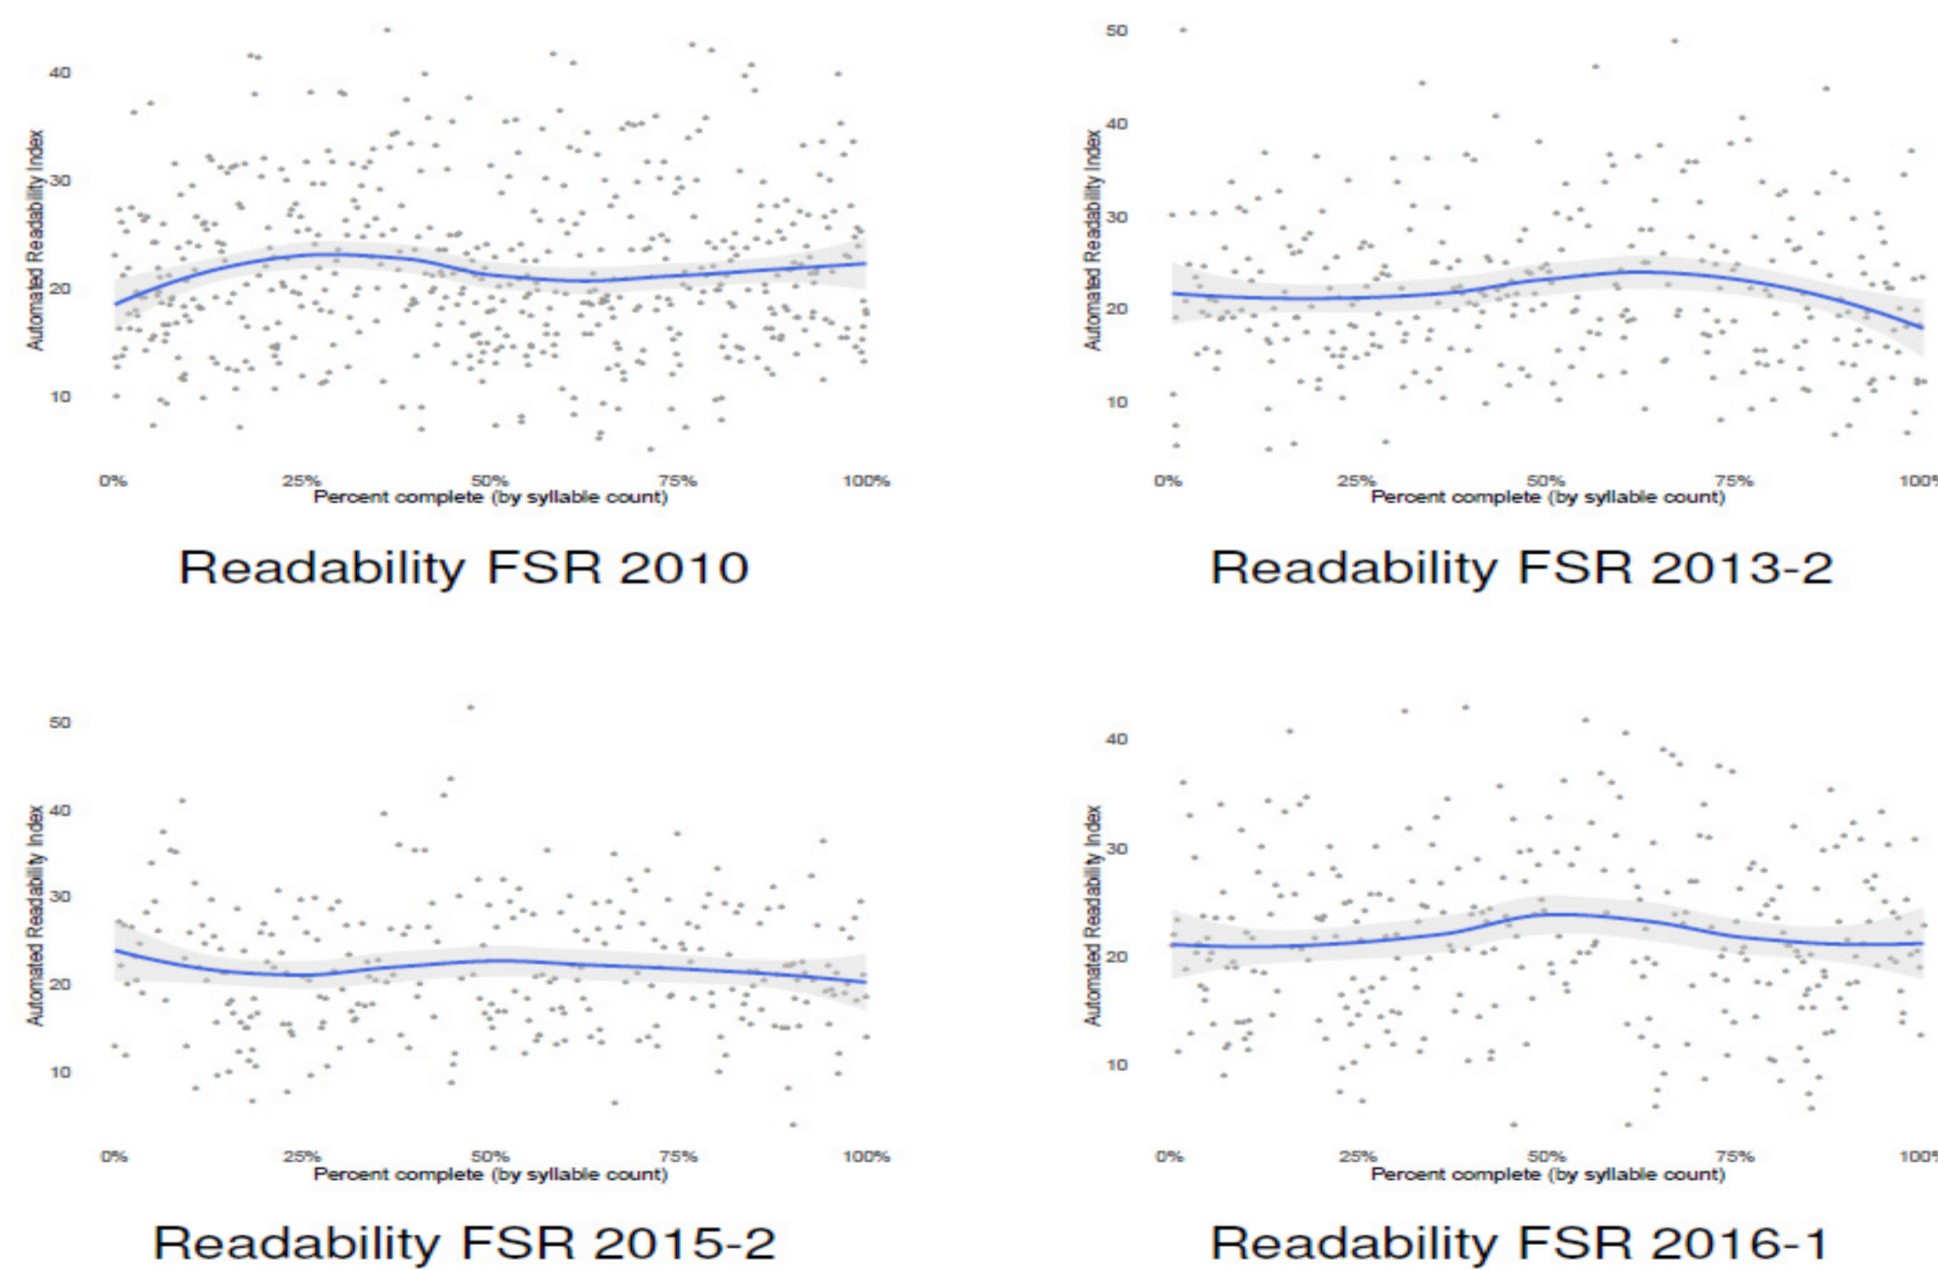 40
30
20
10
Automated Readability Index
0% 25% 50% 75% 100%
Percent complete (by syllable count)
Readability FSR 2010
50
40
30
20
10
Automated Readability Index
0% 25% 50% 75% 100%
Percent complete (by syllable count)
Readability FSR 2013-2
50
40
30
20
10
Automated Readability Index
0% 25% 50% 75% 100%
Percent complete (by syllable count)
Readability FSR 2015-2
40
30
20
10
Automated Readability Index
0% 25% 50% 75% 100%
Percent complete (by syllable count)
Readability FSR 2016-1